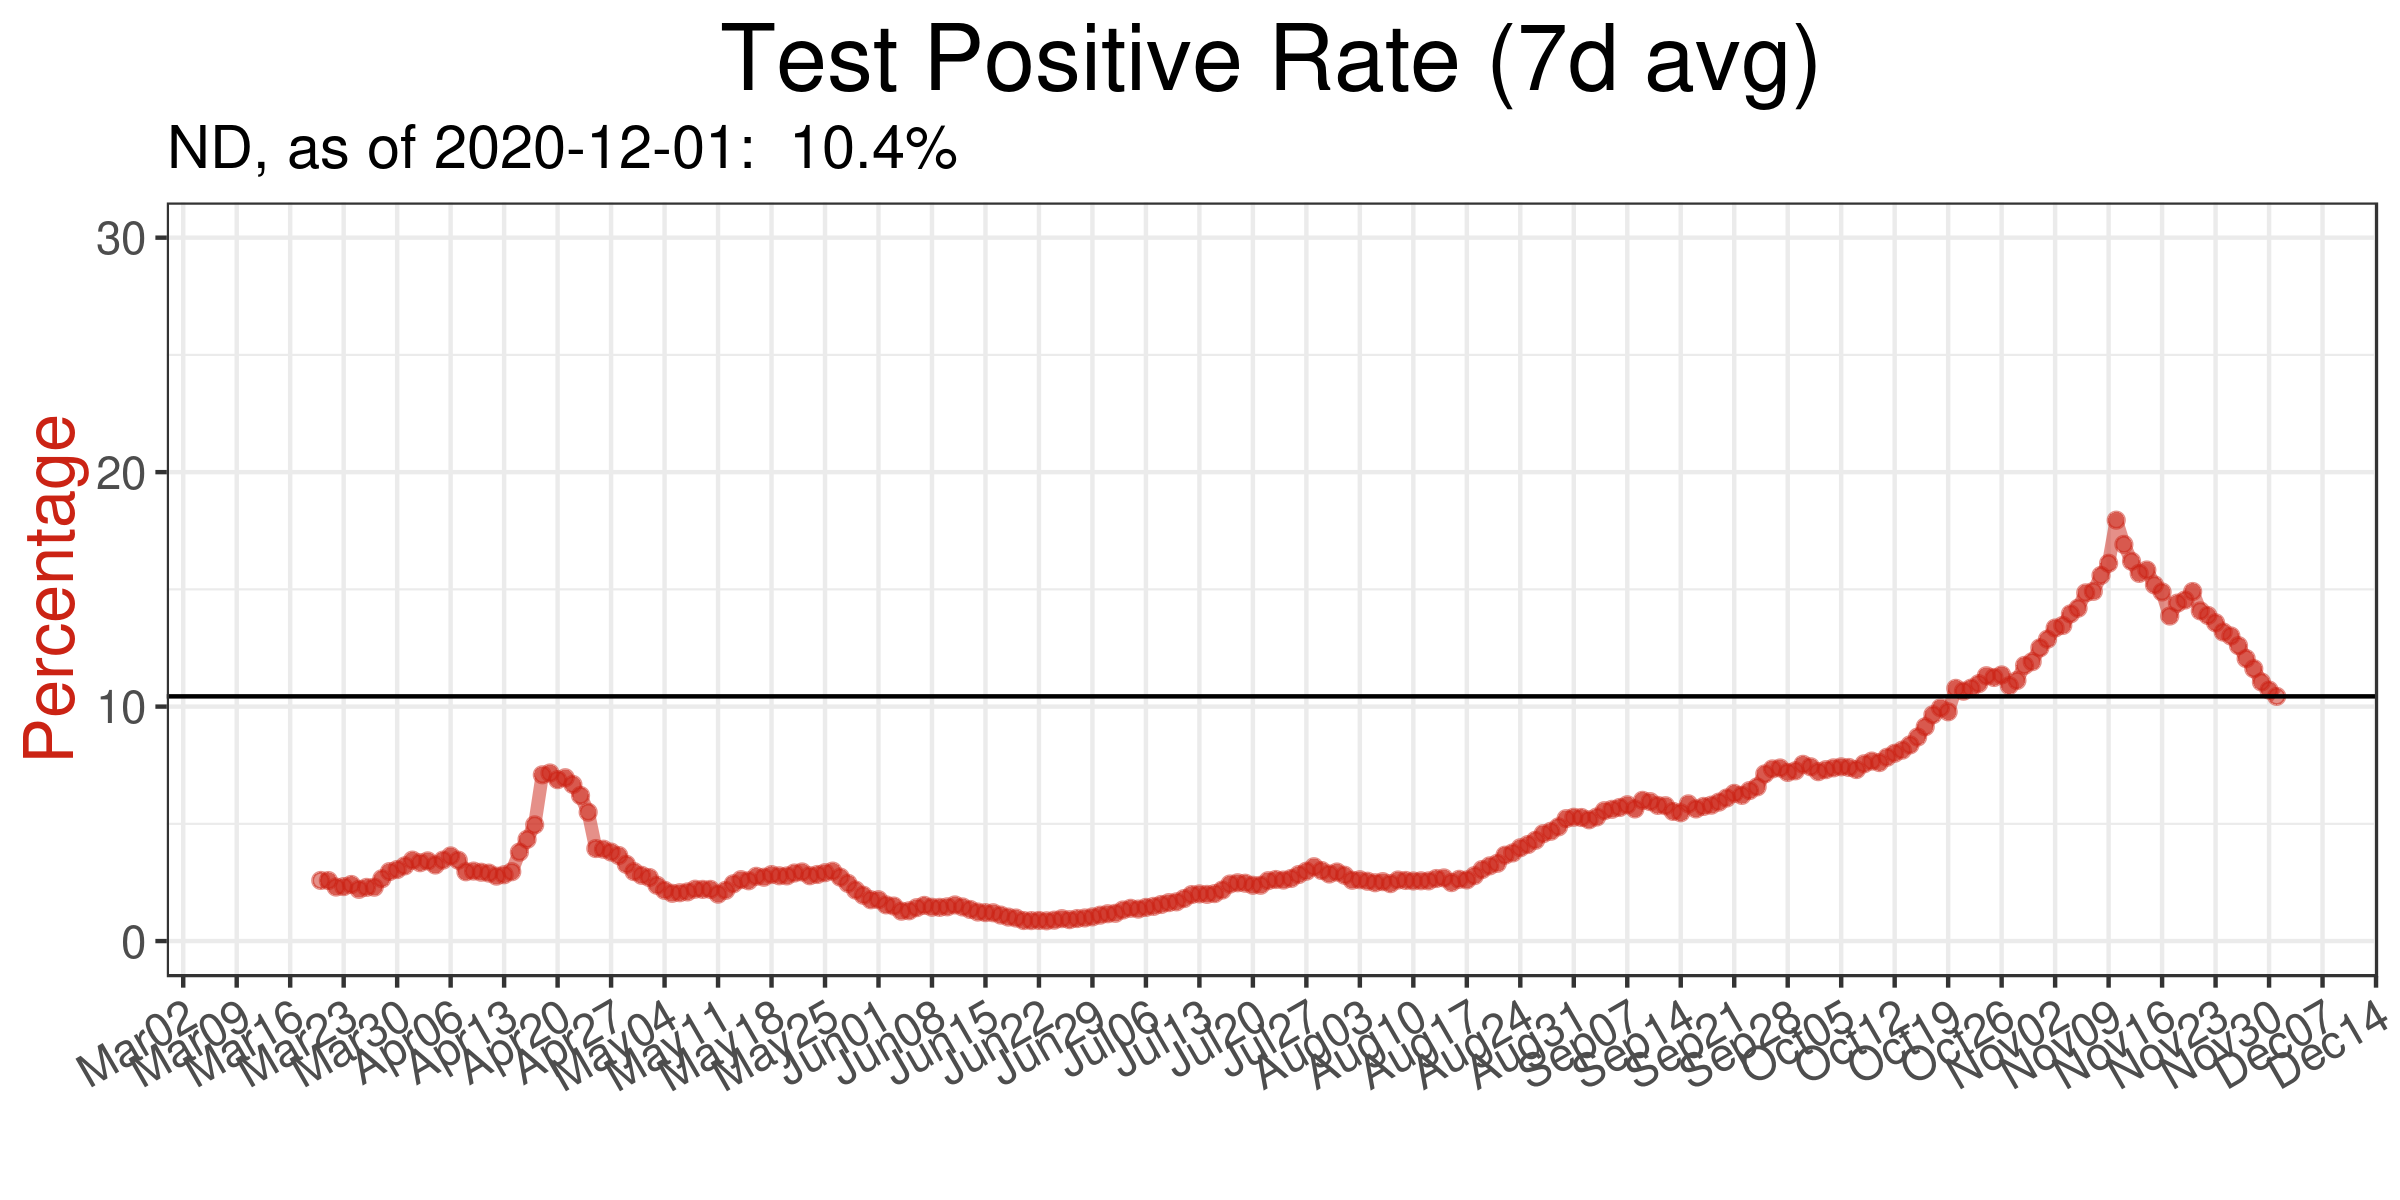 Test Positive Rate (7d avg)
ND, as of 2020-12-01:  10.4%
Percentage
30
20
10
0
Mar02
Mar09
Mar16
Mar23
Mar30
Apr06
Apr13
Apr20
Apr27
May04
May11
May18
May25
Jun01
Jun08
Jun15
Jun22
Jun29
Jul06
Jul13
Jul20
Jul27
Aug03
Aug10
Aug17
Aug24
Aug31
Sep07
Sep14
Sep21
Sep28
Oct05
Oct12
Oct19
Oct26
Nov02
Nov09
Nov16
Nov23
Nov30
Dec07
Dec14